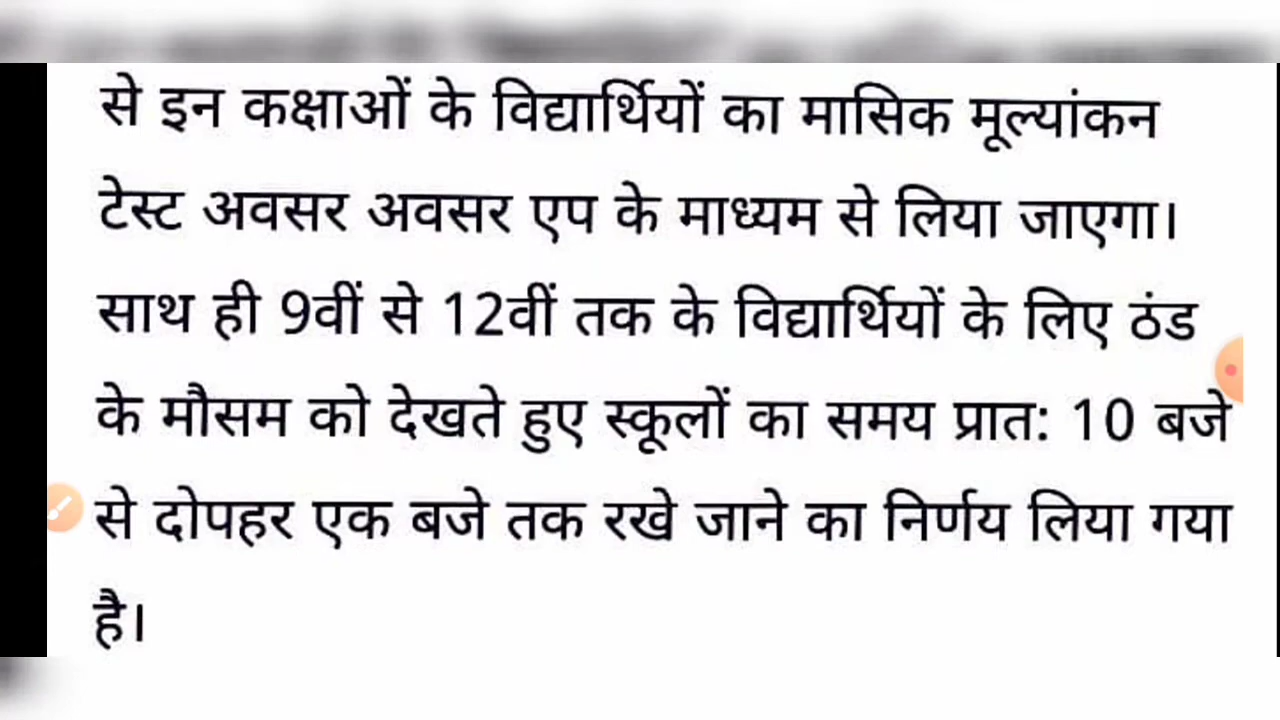 से इन कक्षाओं के विद्यार्थियों का मासिक मूल्यांकन
टेस्ट अवसर अवसर एप के माध्यम से लिया जाएगा।
साथ ही 9वीं से 12वीं तक के विद्यार्थियों के लिए ठंड
के मौसम को देखते हुए स्कूलों का समय प्रात: 10 बजे
से दोपहर एक बजे तक रखे जाने का निर्णय लिया गया
है।